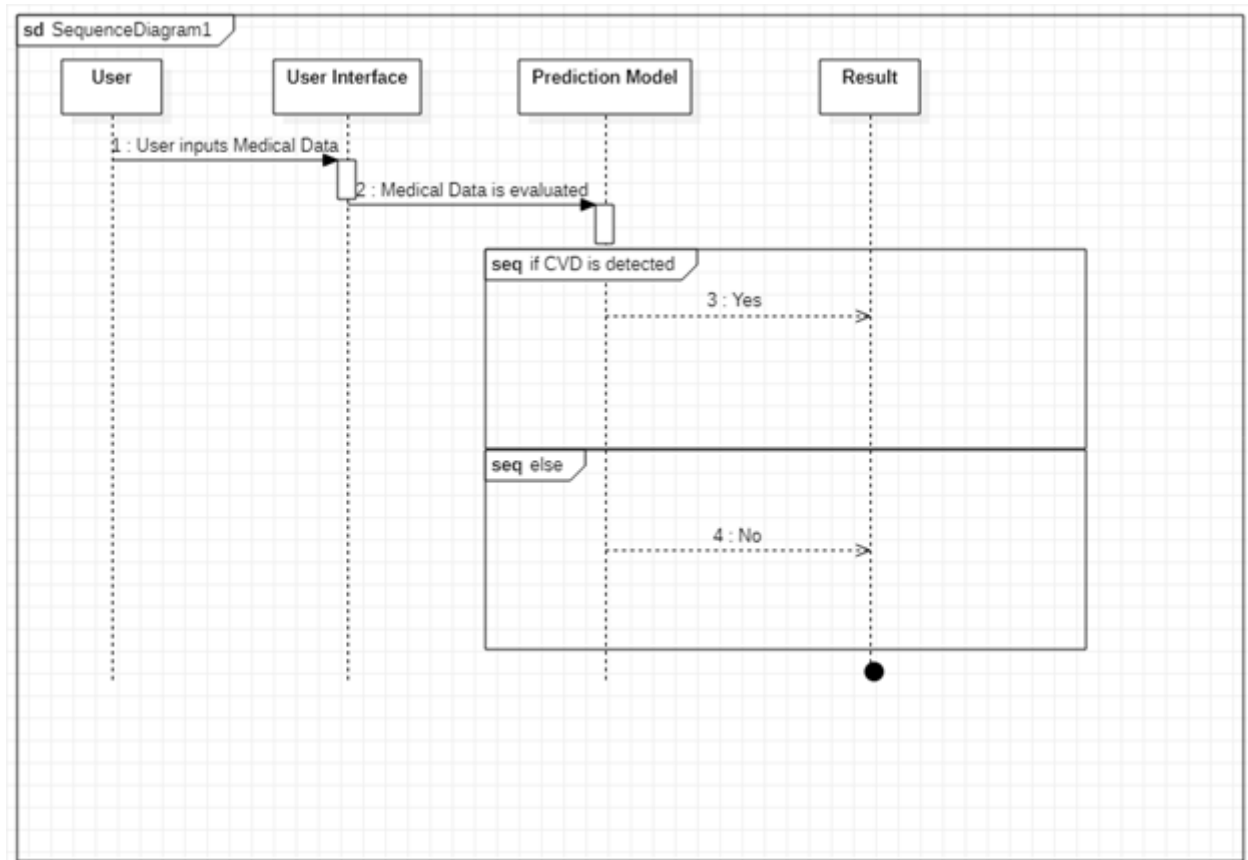 sd SequenceDiagram1
User
User Interface
Prediction Model
Result
1 : User inputs Medical Data
2 : Medical Data is evaluated
seq if CVD is detected
3 : Yes
seq else
4 : No